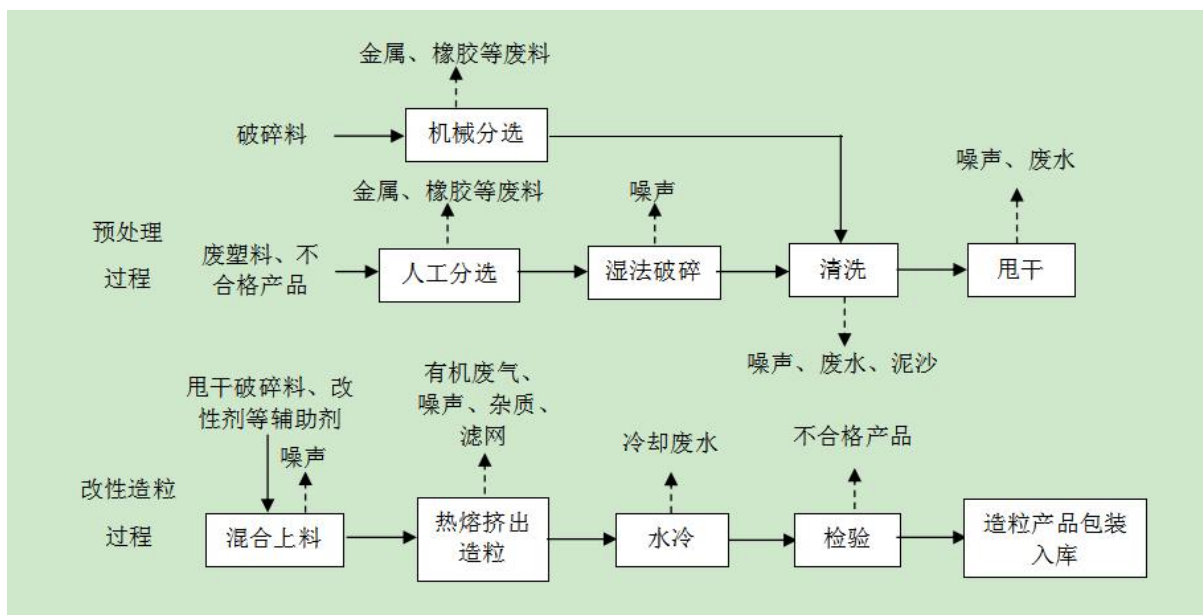 金属、橡胶等废料
破碎料
机械分选
金属、橡胶等废料
噪声
噪声、废水
预处理
过程
废塑料、不
合格产品
人工分选
湿法破碎
清洗
甩干
噪声、废水、泥沙
甩干破碎料、改
性剂等辅助剂
噪声
有机废气、
噪声、杂质、
滤网
冷却废水
不合格产品
改性造粒
过程
混合上料
热熔挤出
造粒
水冷
检验
造粒产品包装
入库